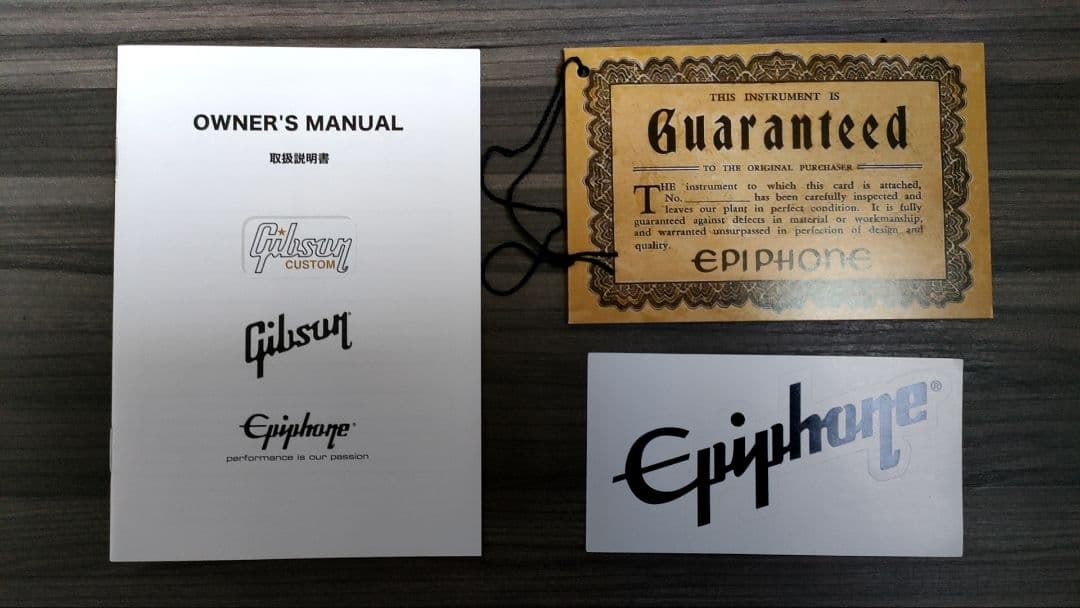 OWNER'S MANUAL
取扱説明書
Gibson
CUSTOM
Gibson
Epiphone
performance is our passion
THIS INSTRUMENT IS
Guaranteed
TO THE ORIGINAL PURCHASER
THE instrument to which this card is attached,
No. __________ has been carefully inspected and
leaves our plant in perfect condition. It is fully
guaranteed against defects in material or workmanship,
and warranted unsurpassed in perfection of design and
quality.
EPIPHONE
Epiphone®